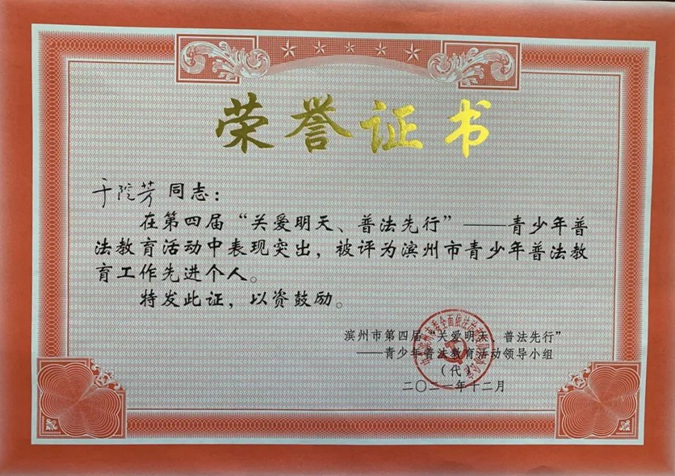 荣誉证书
于院芳 同志：
在第四届“关爱明天、普法先行”——青少年普
法教育活动中表现突出，被评为滨州市青少年普法教
育工作先进个人。
特发此证，以资鼓励。
滨州市第四届“关爱明天、普法先行”
——青少年普法教育活动领导小组
（代
二〇二一年十二月